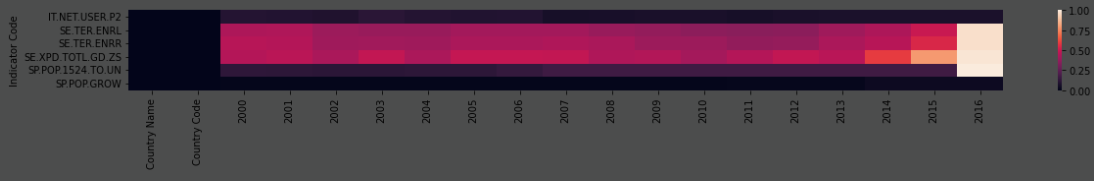 Indicator Code
IT.NET.USER.P2
SE.TER.ENRL
SE.TER.ENRR
SE.XPD.TOTL.GD.ZS
SP.POP.1524.TO.UN
SP.POP.GROW
1.00
0.75
0.50
0.25
0.00
Country Name
Country Code
2000
2001
2002
2003
2004
2005
2006
2007
2008
2009
2010
2011
2012
2013
2014
2015
2016